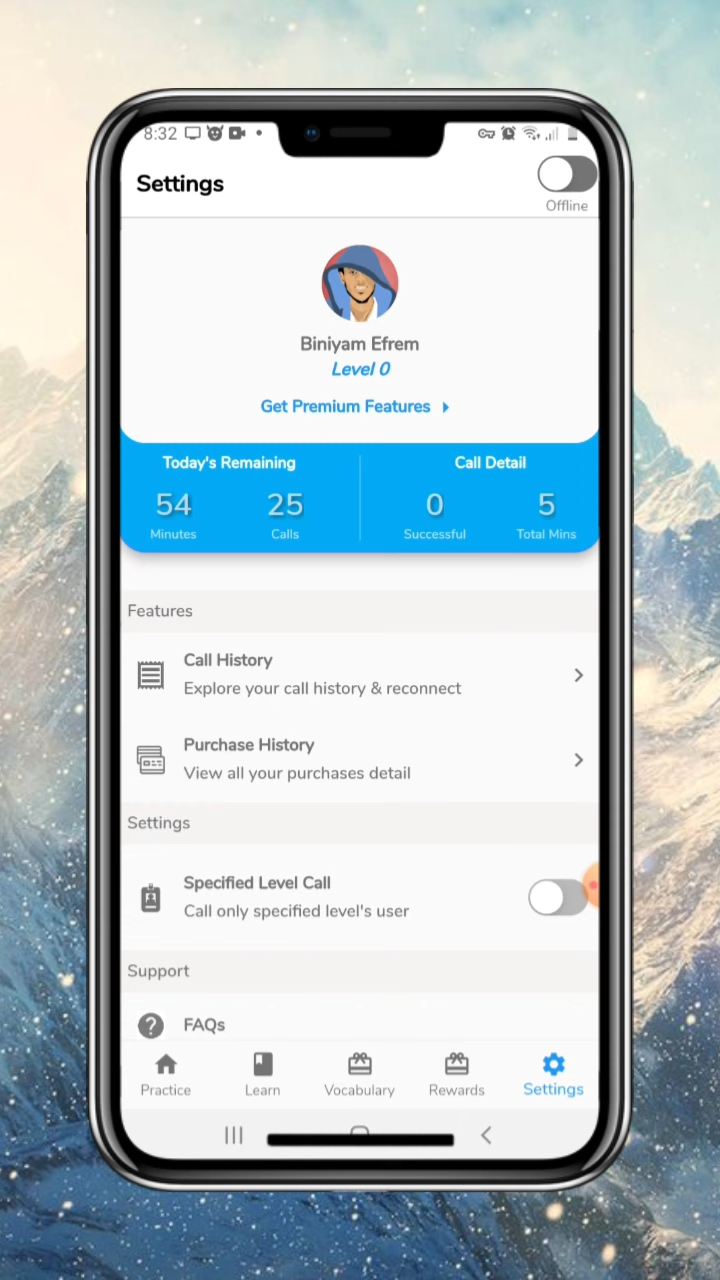 8:32
Settings
Offline
Biniyam Efrem
Level 0
Get Premium Features
Today's Remaining
Call Detail
54
25
0
5
Minutes
Calls
Successful
Total Mins
Features
Call History
Explore your call history & reconnect
Purchase History
View all your purchases detail
Settings
Specified Level Call
Call only specified level's user
Support
FAQs
Practice
Learn
Vocabulary
Rewards
Settings